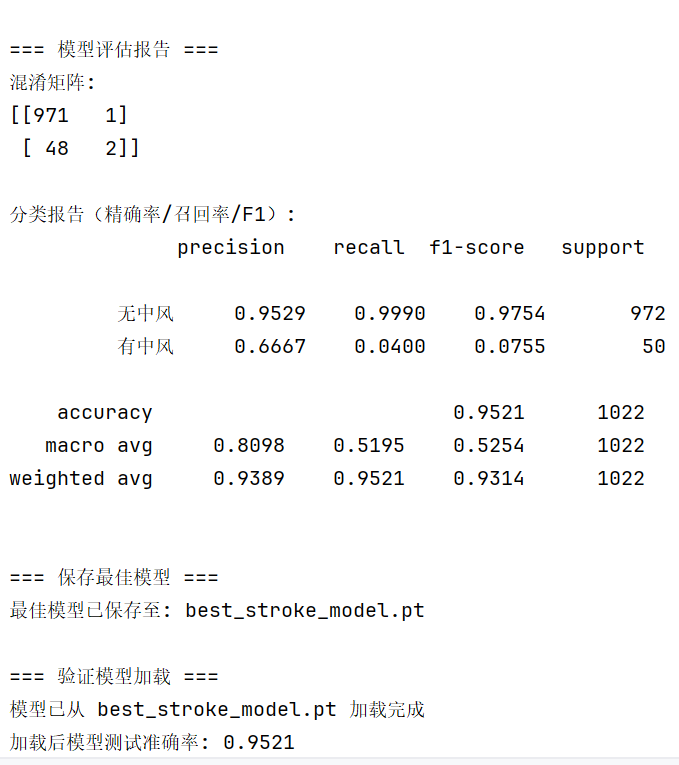 === 模型评估报告 ===
混淆矩阵:
[[971   1]
 [ 48   2]]
分类报告（精确率/召回率/F1）:
              precision    recall  f1-score   support
         无中风     0.9529    0.9990    0.9754       972
         有中风     0.6667    0.0400    0.0755        50
    accuracy                         0.9521      1022
   macro avg     0.8098    0.5195    0.5254      1022
weighted avg     0.9389    0.9521    0.9314      1022
=== 保存最佳模型 ===
最佳模型已保存至: best_stroke_model.pt
=== 验证模型加载 ===
模型已从 best_stroke_model.pt 加载完成
加载后模型测试准确率: 0.9521